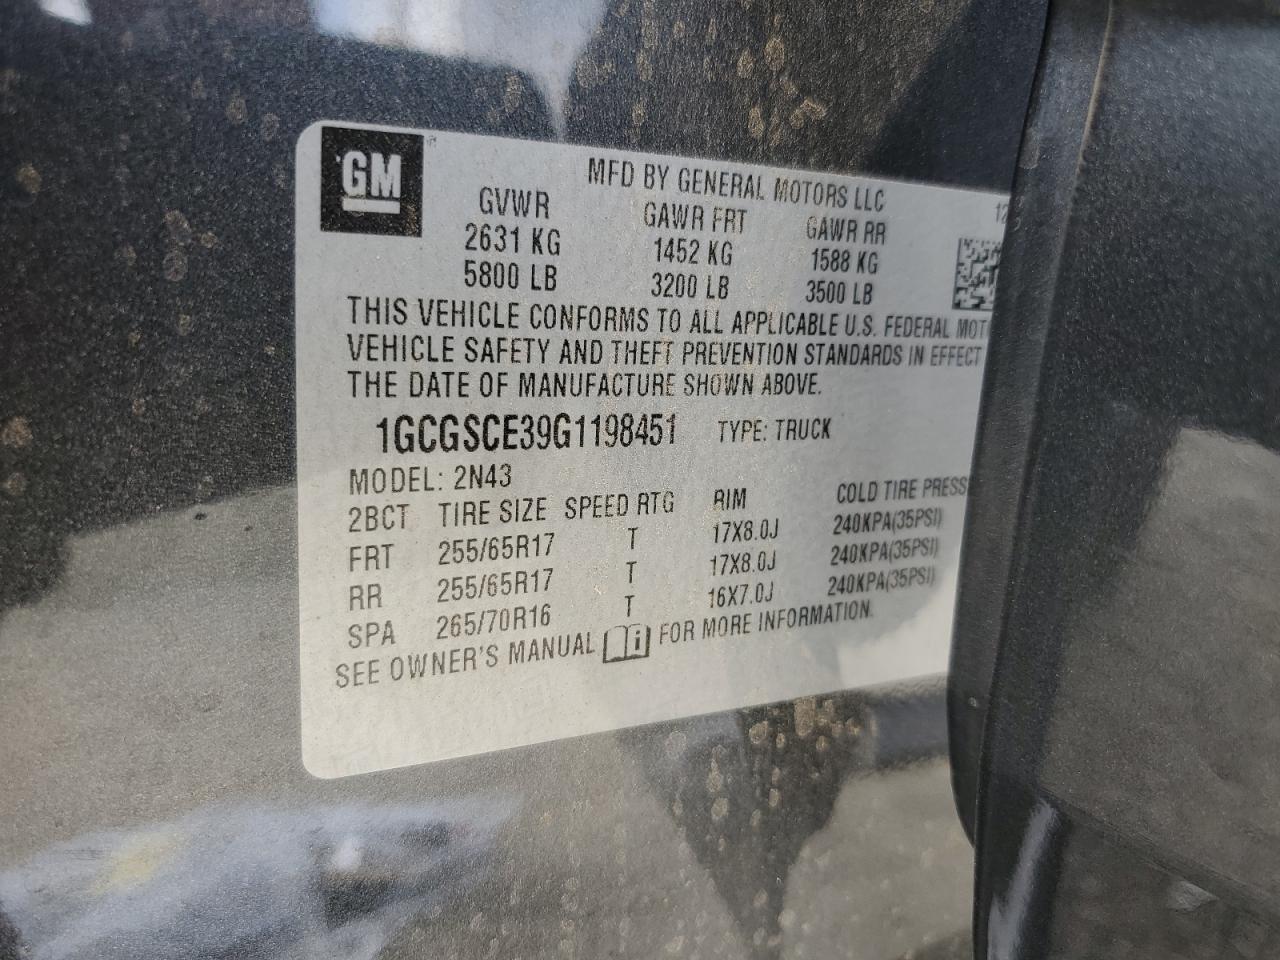 GM
MFD BY GENERAL MOTORS LLC
12
GVWR GAWR FRT GAWR RR
2631 KG 1452 KG 1588 KG
5800 LB 3200 LB 3500 LB
THIS VEHICLE CONFORMS TO ALL APPLICABLE U.S. FEDERAL MOT
VEHICLE SAFETY AND THEFT PREVENTION STANDARDS IN EFFECT
THE DATE OF MANUFACTURE SHOWN ABOVE.
1GCGSCE39G1198451 TYPE: TRUCK
MODEL: 2N43
2BCT TIRE SIZE SPEED RTG RIM COLD TIRE PRESS
FRT 255/65R17 T 17X8.0J 240KPA(35PSI)
RR 255/65R17 T 17X8.0J 240KPA(35PSI)
SPA 265/70R16 T 16X7.0J 240KPA(35PSI)
SEE OWNER'S MANUAL FOR MORE INFORMATION.